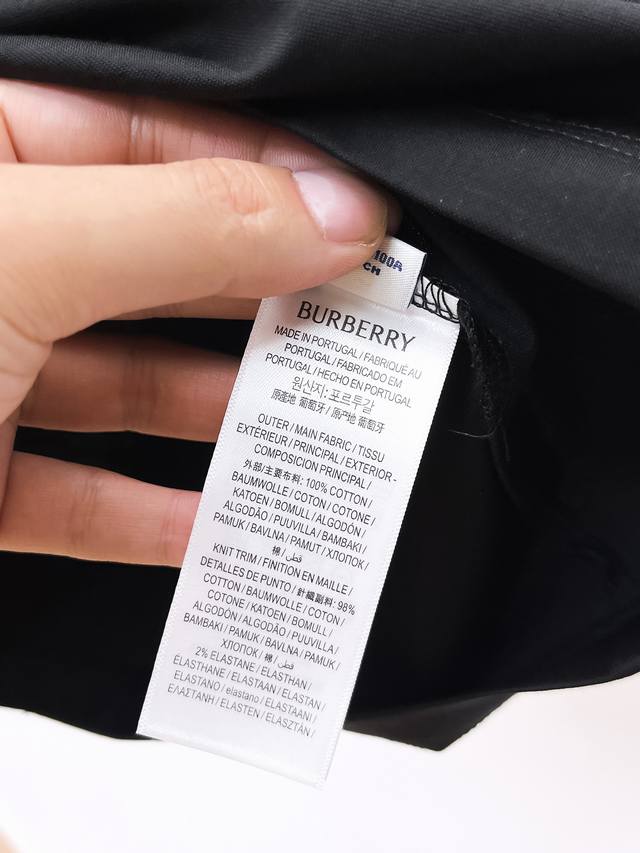 100A
CH
BURBERRY
MADE IN PORTUGAL / FABRIQUÉ AU
PORTUGAL / FABRICADO EM
PORTUGAL / HECHO EN PORTUGAL
원산지: 포르투갈
原產地 葡萄牙 / 原产地 葡萄牙
OUTER / MAIN FABRIC / TISSU
EXTÉRIEUR / PRINCIPAL / EXTERIOR -
COMPOSICION PRINCIPAL /
外部/主要布料: 100% COTTON /
BAUMWOLLE / COTON / COTONE /
KATOEN / BOMULL / ALGODÓN /
ALGODÃO / PUUVILLA / BAMBAKI /
PAMUK / BAVLNA / PAMUT / ХЛОПОК /
棉 / قطن /
KNIT TRIM / FINITION EN MAILLE /
DETALLES DE PUNTO / 針織副料: 98%
COTTON / BAUMWOLLE / COTON /
COTONE / KATOEN / BOMULL /
ALGODÓN / ALGODÃO / PUUVILLA /
BAMBAKI / PAMUK / BAVLNA / PAMUK /
ХЛОПОК / 棉 / قطن /
2% ELASTANE / ELASTHAN /
ÉLASTHANE / ELASTAAN / ELASTAN /
ELASTANO / elastano / ELASTAANI /
ΕΛΑΣΤΑΝΗ / ELASTEN / ELASZTÁN /